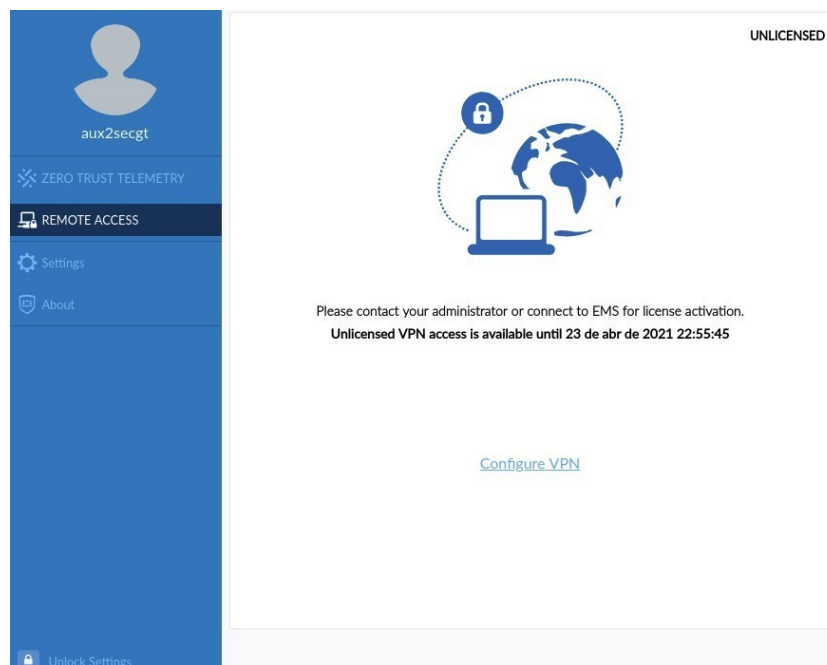 UNLICENSED
aux2secgt
ZERO TRUST TELEMETRY
REMOTE ACCESS
Settings
About
Please contact your administrator or connect to EMS for license activation.
Unlicensed VPN access is available until 23 de abr de 2021 22:55:45
Configure VPN
Unlock Settings